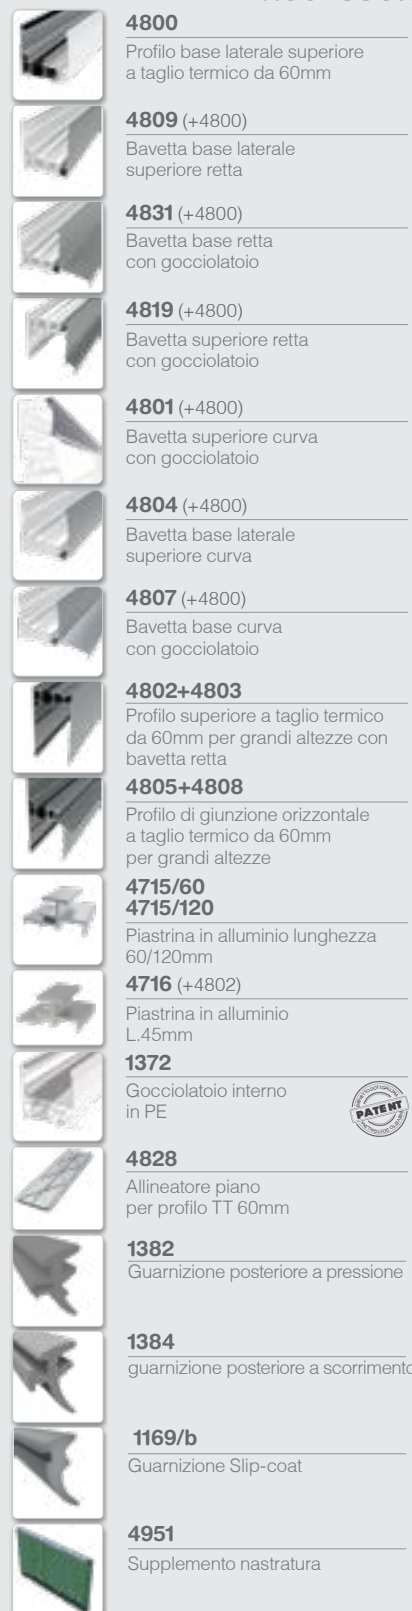 4800
Profilo base laterale superiore
a taglio termico da 60mm
4809 (+4800)
Bavetta base laterale
superiore retta
4831 (+4800)
Bavetta base retta
con gocciolatoio
4819 (+4800)
Bavetta superiore retta
con gocciolatoio
4801 (+4800)
Bavetta superiore curva
con gocciolatoio
4804 (+4800)
Bavetta base laterale
superiore curva
4807 (+4800)
Bavetta base curva
con gocciolatoio
4802+4803
Profilo superiore a taglio termico
da 60mm per grandi altezze con
bavetta retta
4805+4808
Profilo di giunzione orizzontale
a taglio termico da 60mm
per grandi altezze
4715/60
4715/120
Piastrina in alluminio lunghezza
60/120mm
4716 (+4802)
Piastrina in alluminio
L.45mm
1372
Gocciolatoio interno
in PE
PATENT
4828
Allineatore piano
per profilo TT 60mm
1382
Guarnizione posteriore a pressione
1384
guarnizione posteriore a scorrimento
1169/b
Guarnizione Slip-coat
4951
Supplemento nastratura